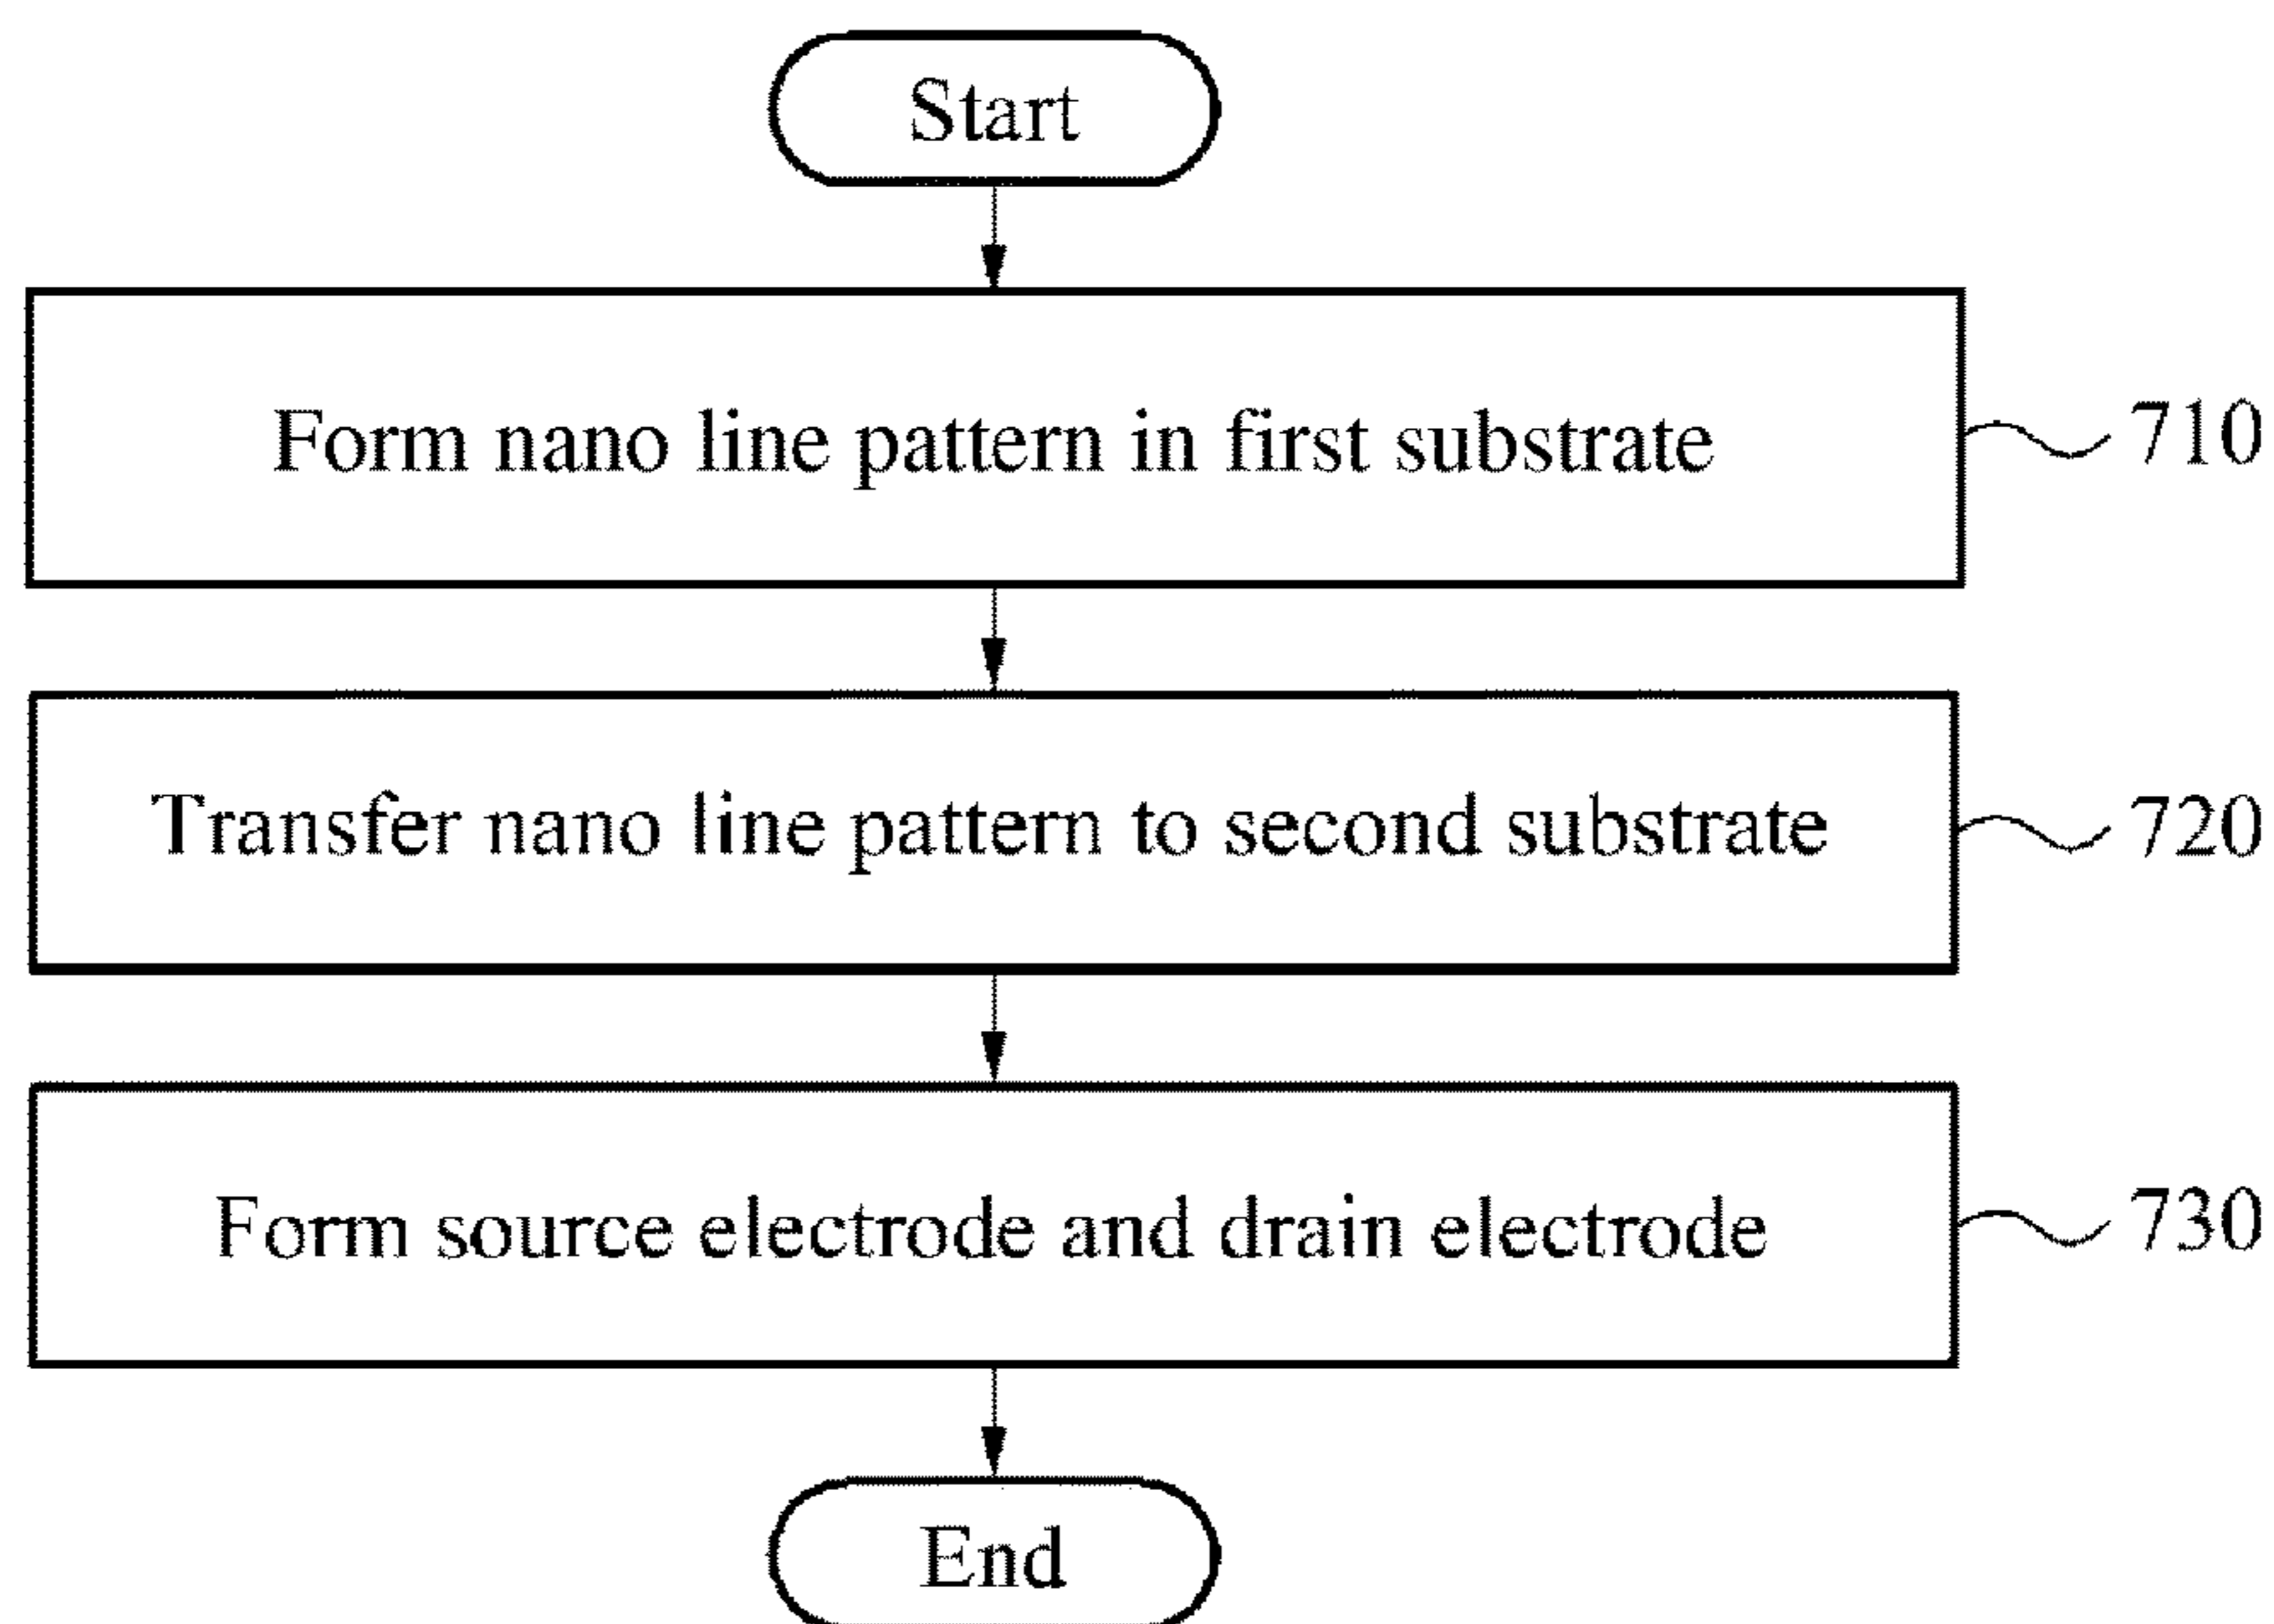 Start
Form nano line pattern in first substrate
710
Transfer nano line pattern to second substrate
720
Form source electrode and drain electrode
730
End